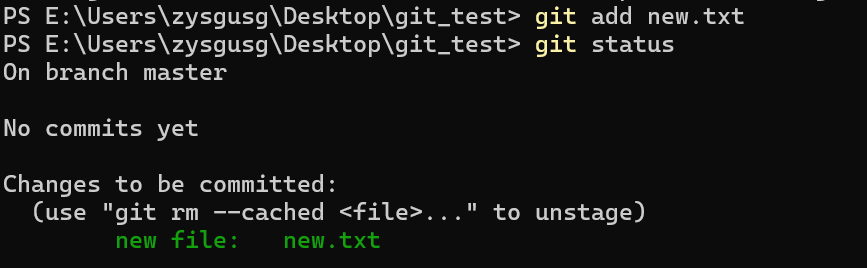 PS E:\Users\zysgusg\Desktop\git_test> git add new.txt
PS E:\Users\zysgusg\Desktop\git_test> git status
On branch master
No commits yet
Changes to be committed:
  (use "git rm --cached <file>..." to unstage)
        new file:   new.txt